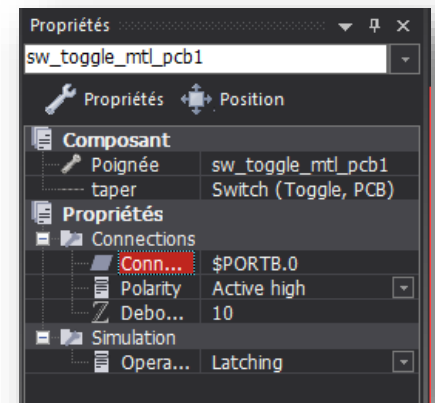 Propriétés
sw_toggle_mtl_pcb1
Propriétés Position
Composant
Poignée sw_toggle_mtl_pcb1
taper Switch (Toggle, PCB)
Propriétés
Connections
Conn... $PORTB.0
Polarity Active high
Debo... 10
Simulation
Opera... Latching